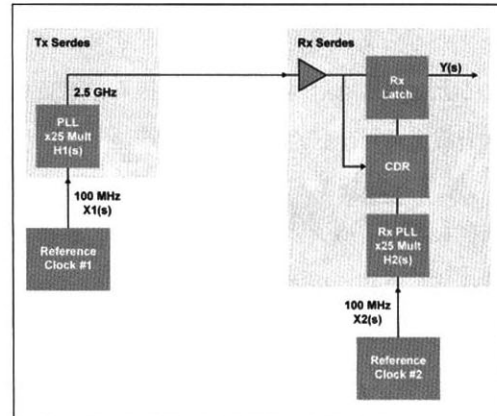 Tx Serdes
2.5 GHz
PLL
x25 Mult
H1(s)
100 MHz
X1(s)
Reference
Clock #1
Rx Serdes
Rx
Latch
Y(s)
CDR
Rx PLL
x25 Mult
H2(s)
100 MHz
X2(s)
Reference
Clock #2